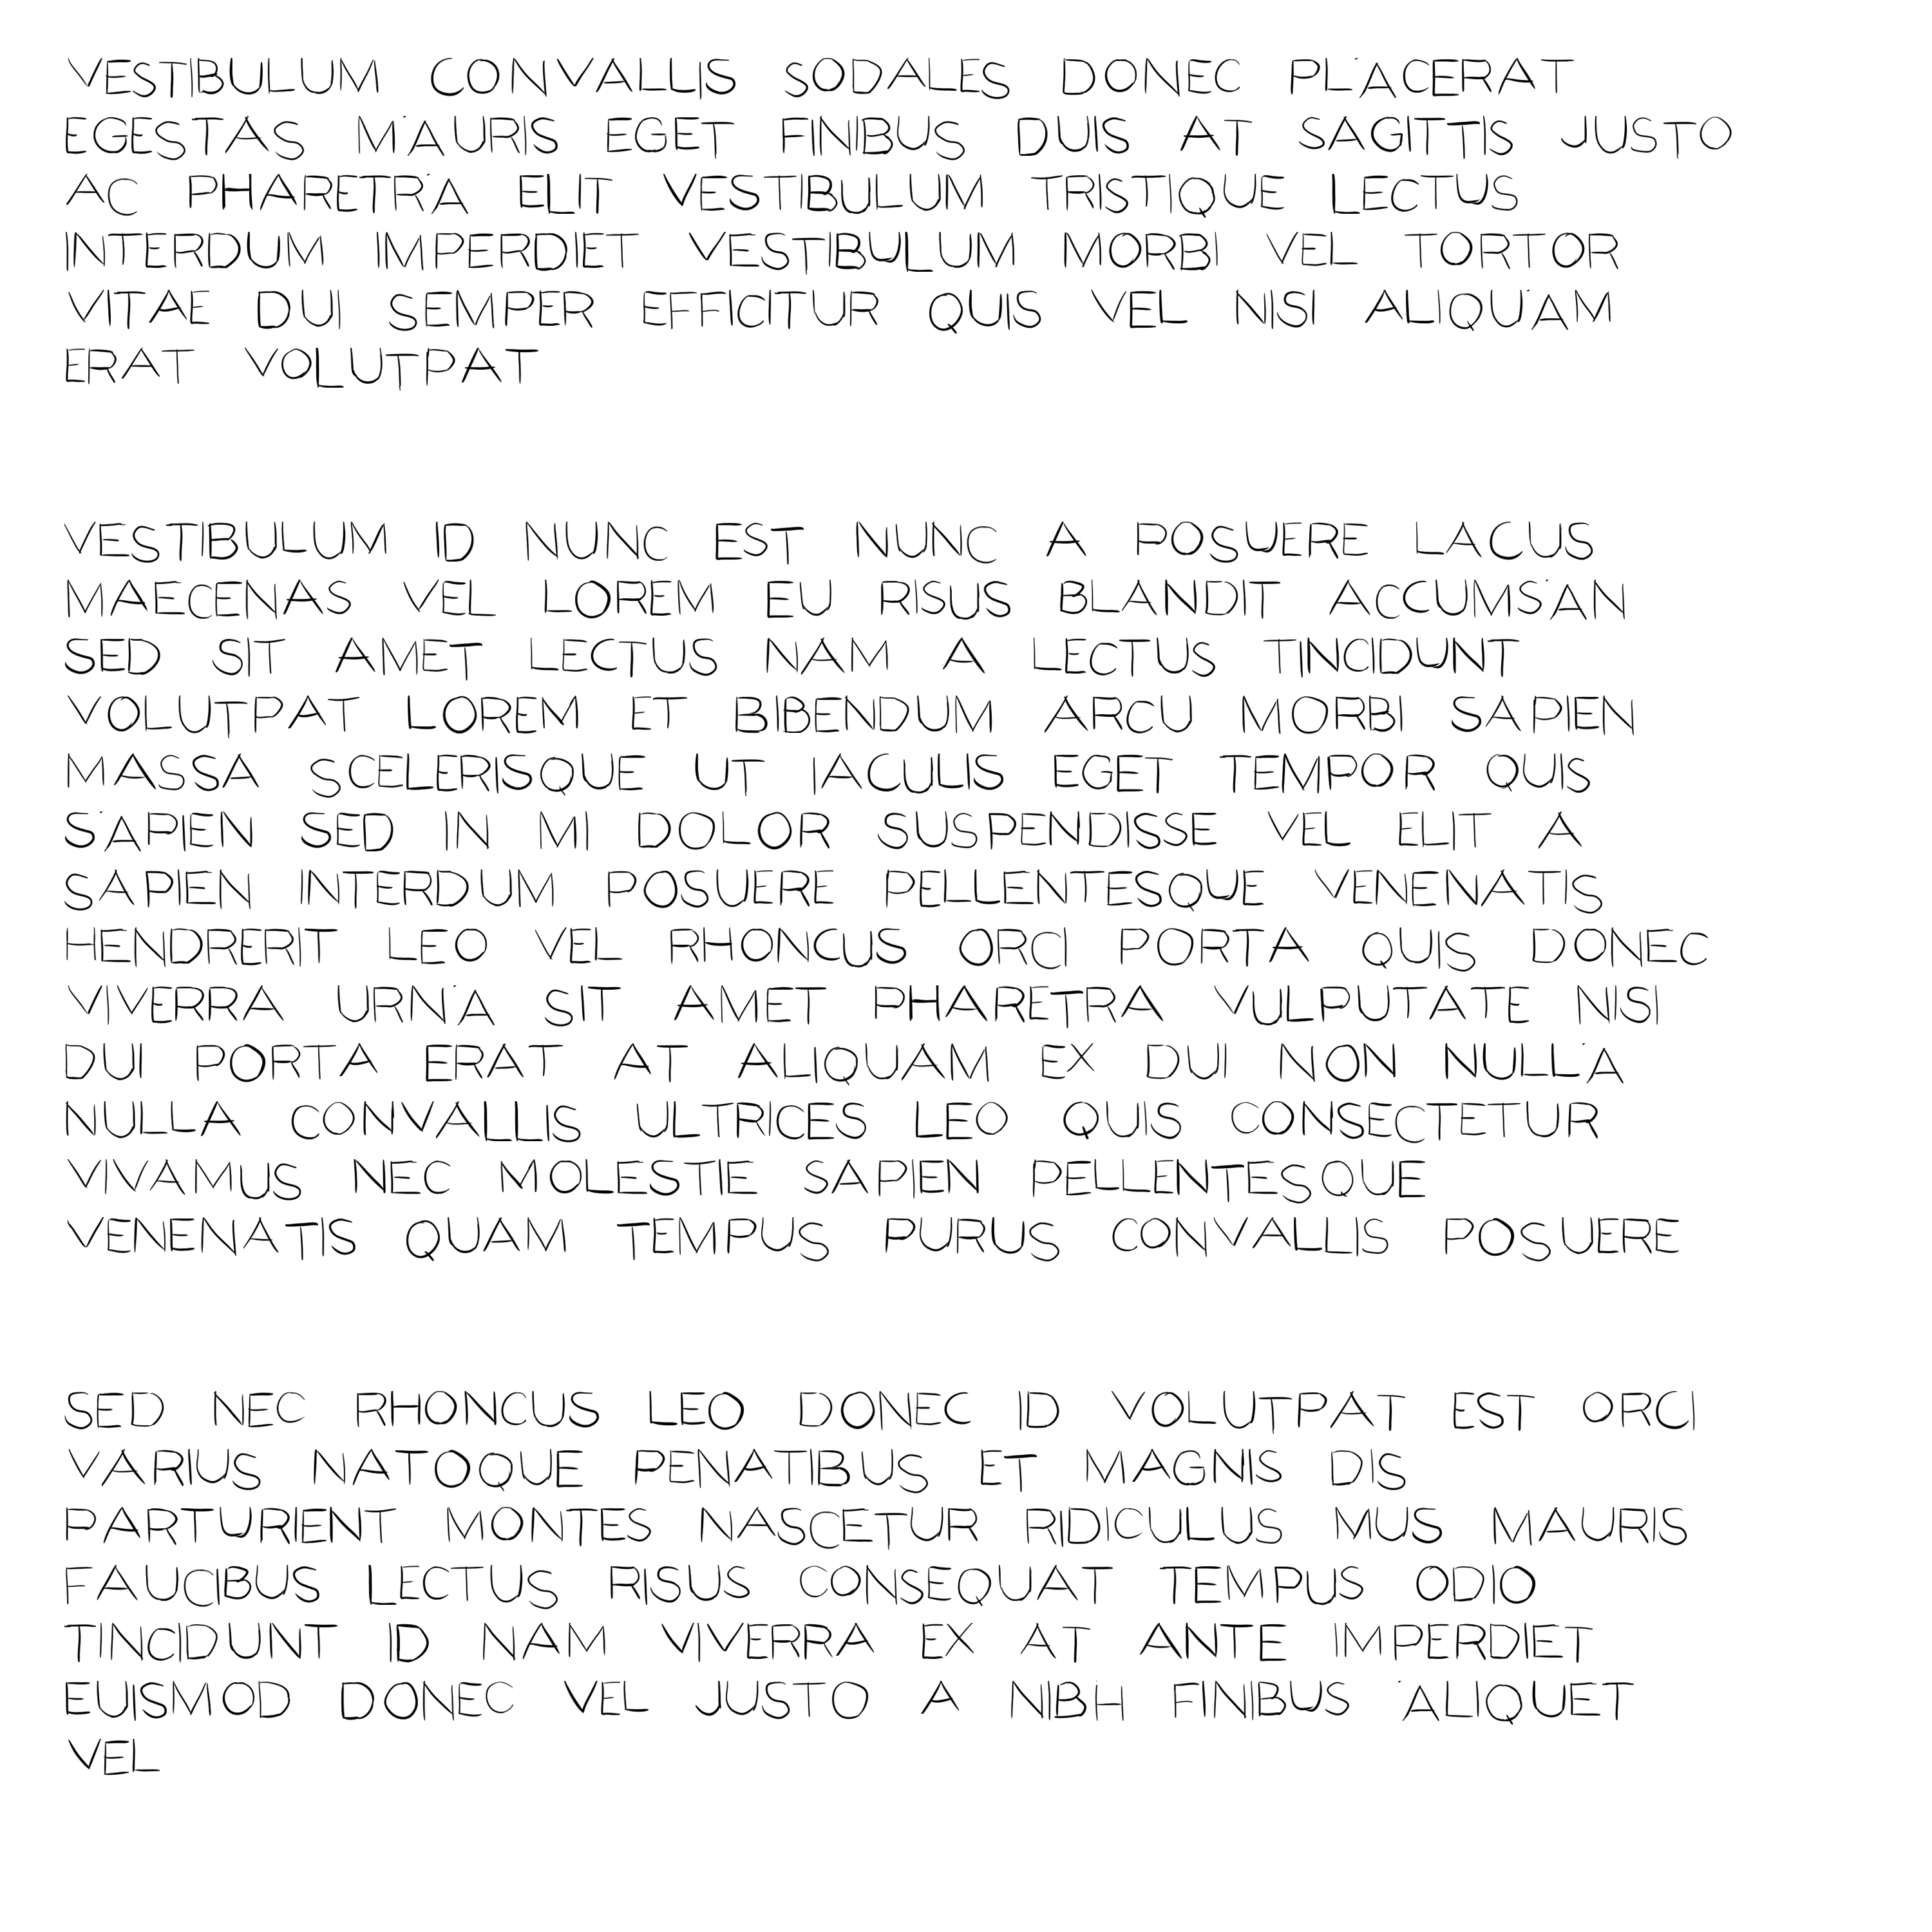 VESTIBULUM CONVALLIS SODALES DONEC PLACERAT
EGESTAS MAURIS EGET FINIBUS DUIS AT SAGITTIS JUSTO
AC PHARETRA ELIT VESTIBULUM TRISTIQUE LECTUS
INTERDUM IMPERDIET VESTIBULUM MORBI VEL TORTOR
VITAE DUI SEMPER EFFICITUR QUIS VEL NISI ALIQUAM
ERAT VOLUTPAT
VESTIBULUM ID NUNC EST NUNC A POSUERE LACUS
MAECENAS VEL LOREM EU RISUS BLANDIT ACCUMSAN
SED SIT AMET LECTUS NAM A LECTUS TINCIDUNT
VOLUTPAT LOREM ET BIBENDUM ARCU MORBI SAPIEN
MASSA SCELERISQUE UT IACULIS EGET TEMPOR QUIS
SAPIEN SED IN MI DOLOR SUSPENDISSE VEL ELIT A
SAPIEN INTERDUM POSUERE PELLENTESQUE VENENATIS
HENDRERIT LEO VEL RHONCUS ORCI PORTA QUIS DONEC
VIVERRA URNA SIT AMET PHARETRA VULPUTATE NISI
DUI PORTA ERAT AT ALIQUAM EX DUI NON NULLA
NULLA CONVALLIS ULTRICES LEO QUIS CONSECTETUR
VIVAMUS NEC MOLESTIE SAPIEN PELLENTESQUE
VENENATIS QUAM TEMPUS PURUS CONVALLIS POSUERE
SED NEC RHONCUS LEO DONEC ID VOLUTPAT EST ORCI
VARIUS NATOQUE PENATIBUS ET MAGNIS DIS
PARTURIENT MONTES NASCETUR RIDICULUS MUS MAURIS
FAUCIBUS LECTUS RISUS CONSEQUAT TEMPUS ODIO
TINCIDUNT ID NAM VIVERRA EX AT ANTE IMPERDIET
EUISMOD DONEC VEL JUSTO A NIBH FINIBUS ALIQUET
VEL